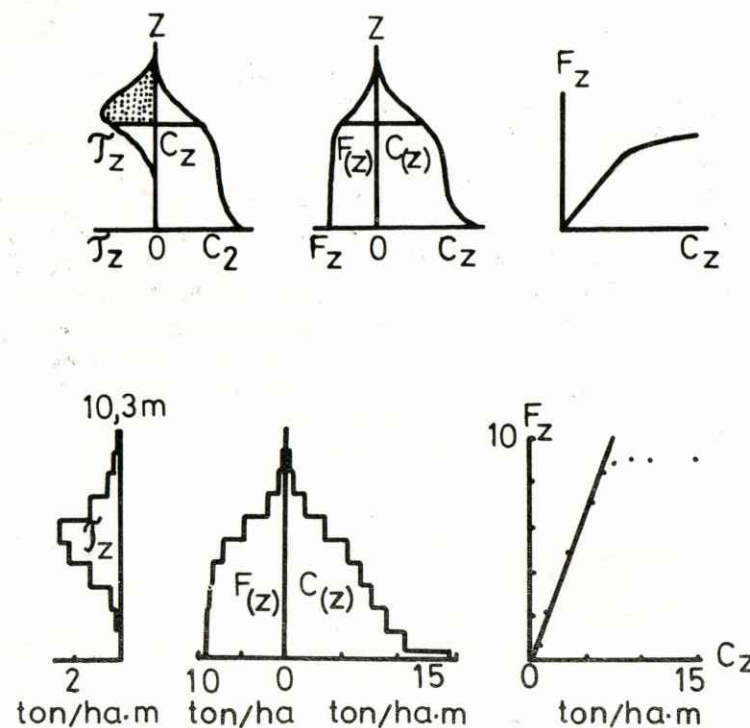 Z
Z
F_z
T_z
C_z
F_(z)
C_(z)
T_z
0
C_2
F_z
0
C_z
C_z
10,3 m
10
F_z
T_z
F_(z)
C_(z)
2
10
0
15
0
15
C_z
ton/ha·m
ton/ha
ton/ha·m
ton/ha·m